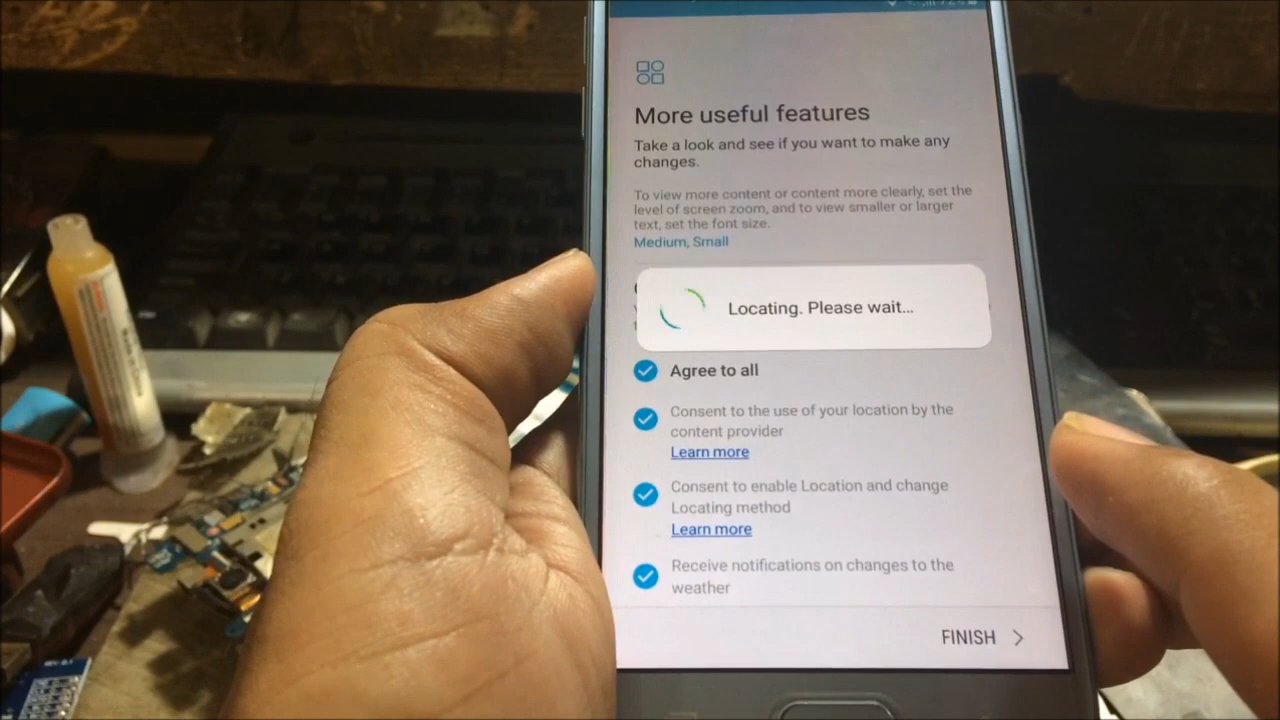 More useful features
Take a look and see if you want to make any
changes.
To view more content or content more clearly, set the
level of screen zoom, and to view smaller or larger
text, set the font size.
Medium, Small
Locating. Please wait...
Agree to all
Consent to the use of your location by the
content provider
Learn more
Consent to enable Location and change
Locating method
Learn more
Receive notifications on changes to the
weather
FINISH